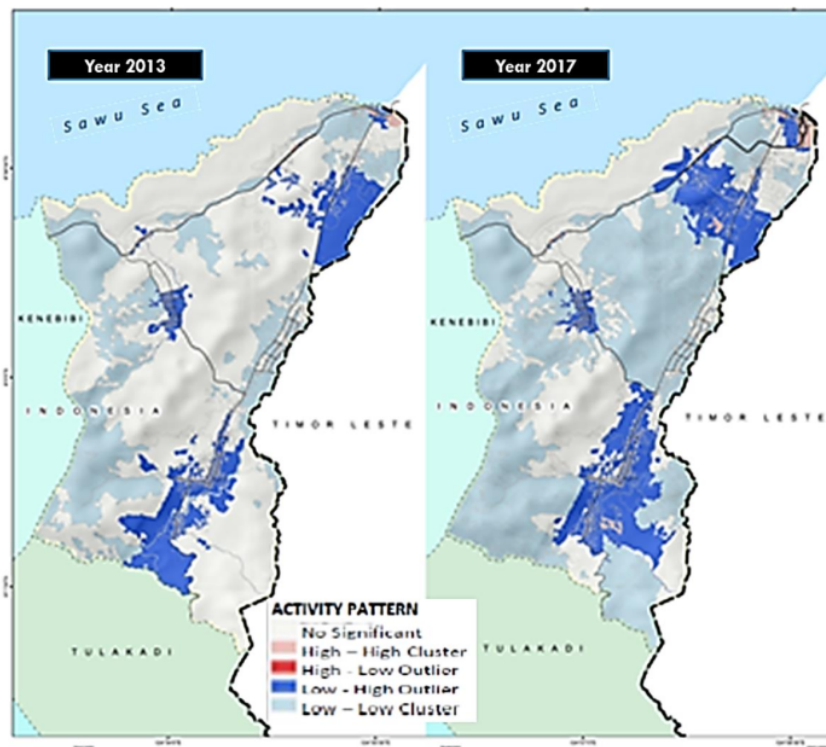 Year 2013
Year 2017
Sawu Sea
Sawu Sea
KENEBIBI
KENEBIBI
INDONESIA
INDONESIA
TIMOR LESTE
TIMOR LESTE
ACTIVITY PATTERN
No Significant
High - High Cluster
High - Low Outlier
Low - High Outlier
Low - Low Cluster
TULAKADI
TULAKADI